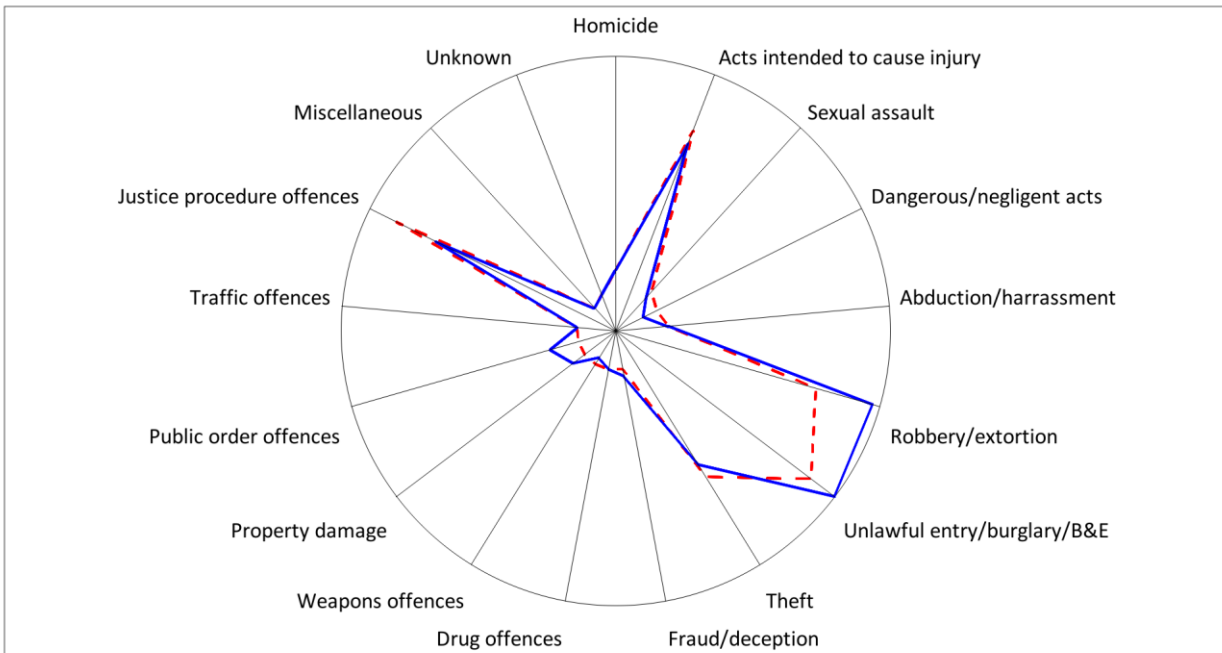 Homicide
Acts intended to cause injury
Sexual assault
Dangerous/negligent acts
Abduction/harrassment
Robbery/extortion
Unlawful entry/burglary/B&E
Theft
Fraud/deception
Drug offences
Weapons offences
Property damage
Public order offences
Traffic offences
Justice procedure offences
Miscellaneous
Unknown